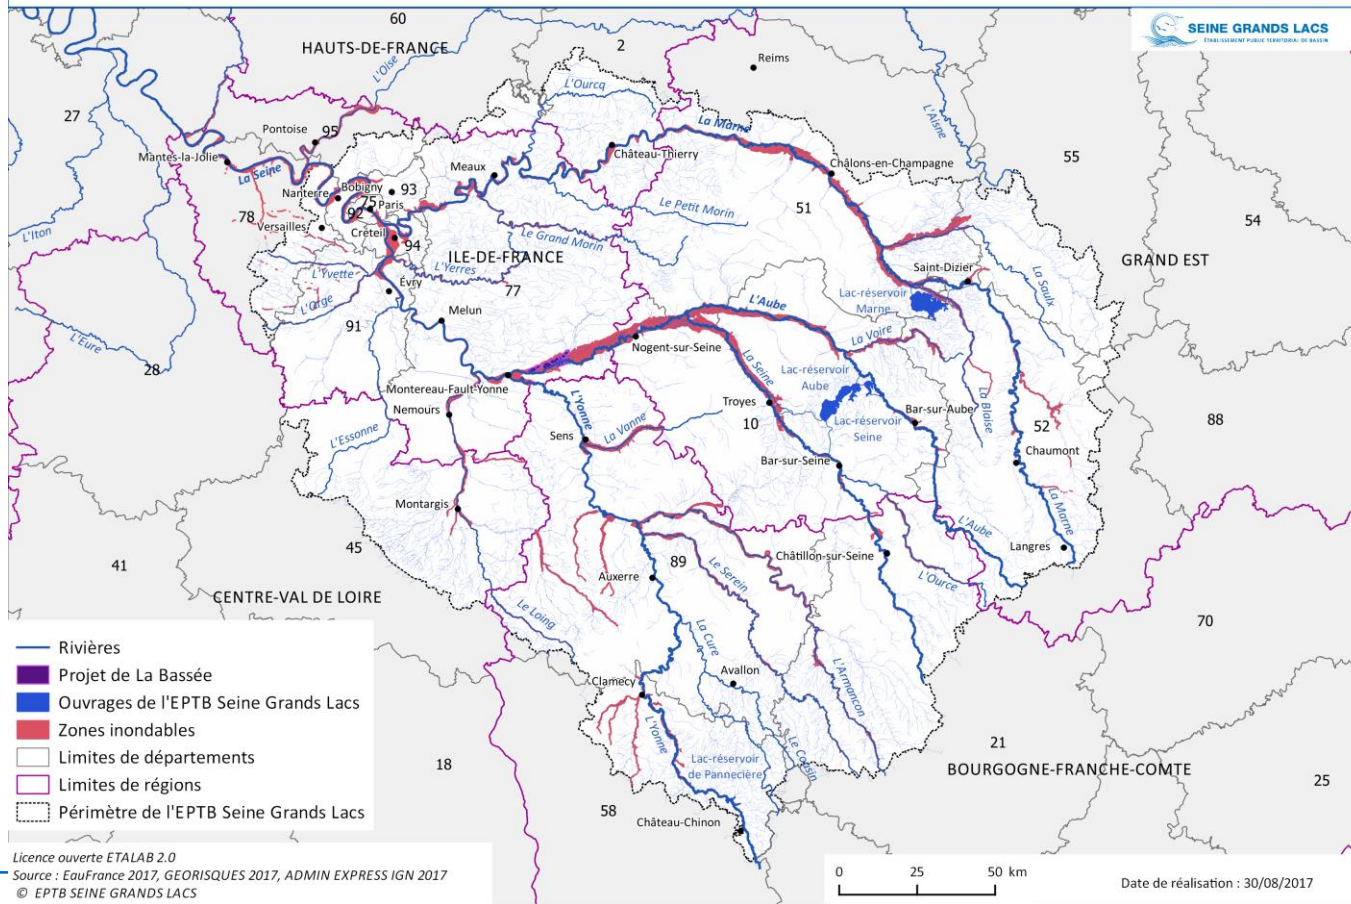 60
HAUTS-DE-FRANCE
2
SEINE GRANDS LACS
ÉTABLISSEMENT PUBLIC TERRITORIAL DE BASSIN
Reims
L'Oise
L'Ourcq
L'Aisne
27
Pontoise
95
La Marne
Mantes-la-Jolie
Château-Thierry
55
La Seine
Meaux
Châlons-en-Champagne
Nanterre
Bobigny
93
75
Paris
92
Le Petit Morin
51
54
78
Versailles
Créteil
94
Le Grand Morin
L'Iton
ILE-DE-FRANCE
GRAND EST
L'Yvette
L'Yerres
Saint-Dizier
La Saulx
Évry
77
Lac-réservoir
Marne
L'Orge
L'Aube
91
Melun
La Voire
L'Eure
28
Nogent-sur-Seine
La Seine
Lac-réservoir
Aube
Montereau-Fault-Yonne
Nemours
L'Yonne
Troyes
La Blaise
Bar-sur-Aube
88
L'Essonne
Sens
La Vanne
10
Lac-réservoir
Seine
52
Chaumont
Bar-sur-Seine
Montargis
La Marne
L'Aube
45
Langres
41
89
Châtillon-sur-Seine
Auxerre
Le Serein
L'Ource
CENTRE-VAL DE LOIRE
Le Loing
70
La Cure
Avallon
L'Armançon
Clamecy
L'Yonne
Le Cousin
18
Lac-réservoir
de Pannecière
21
BOURGOGNE-FRANCHE-COMTE
25
58
Château-Chinon
Rivières
Projet de La Bassée
Ouvrages de l'EPTB Seine Grands Lacs
Zones inondables
Limites de départements
Limites de régions
Périmètre de l'EPTB Seine Grands Lacs
Licence ouverte ETALAB 2.0
Source : EauFrance 2017, GEORISQUES 2017, ADMIN EXPRESS IGN 2017
© EPTB SEINE GRANDS LACS
0 25 50 km
Date de réalisation : 30/08/2017